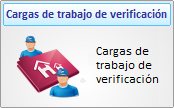 Cargas de trabajo de verificación
Cargas de
trabajo de
verificación